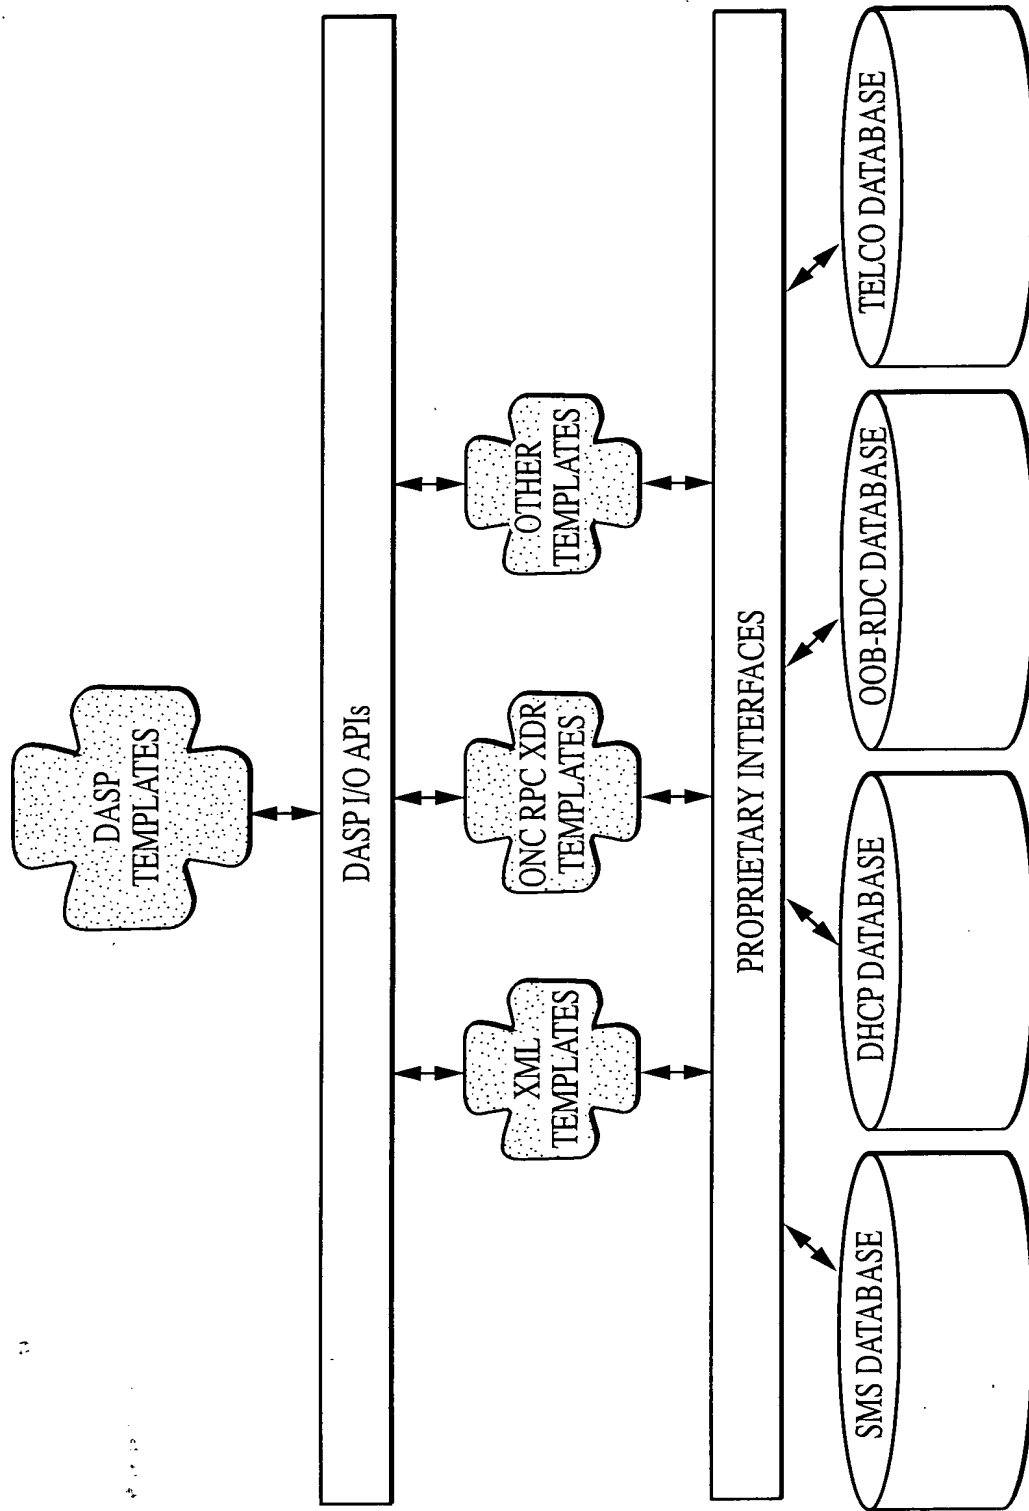 DASP
TEMPLATES
DASP I/O APIs
XML
TEMPLATES
ONC RPC XDR
TEMPLATES
OTHER
TEMPLATES
PROPRIETARY INTERFACES
SMS DATABASE
DHCP DATABASE
OOB-RDC DATABASE
TELCO DATABASE